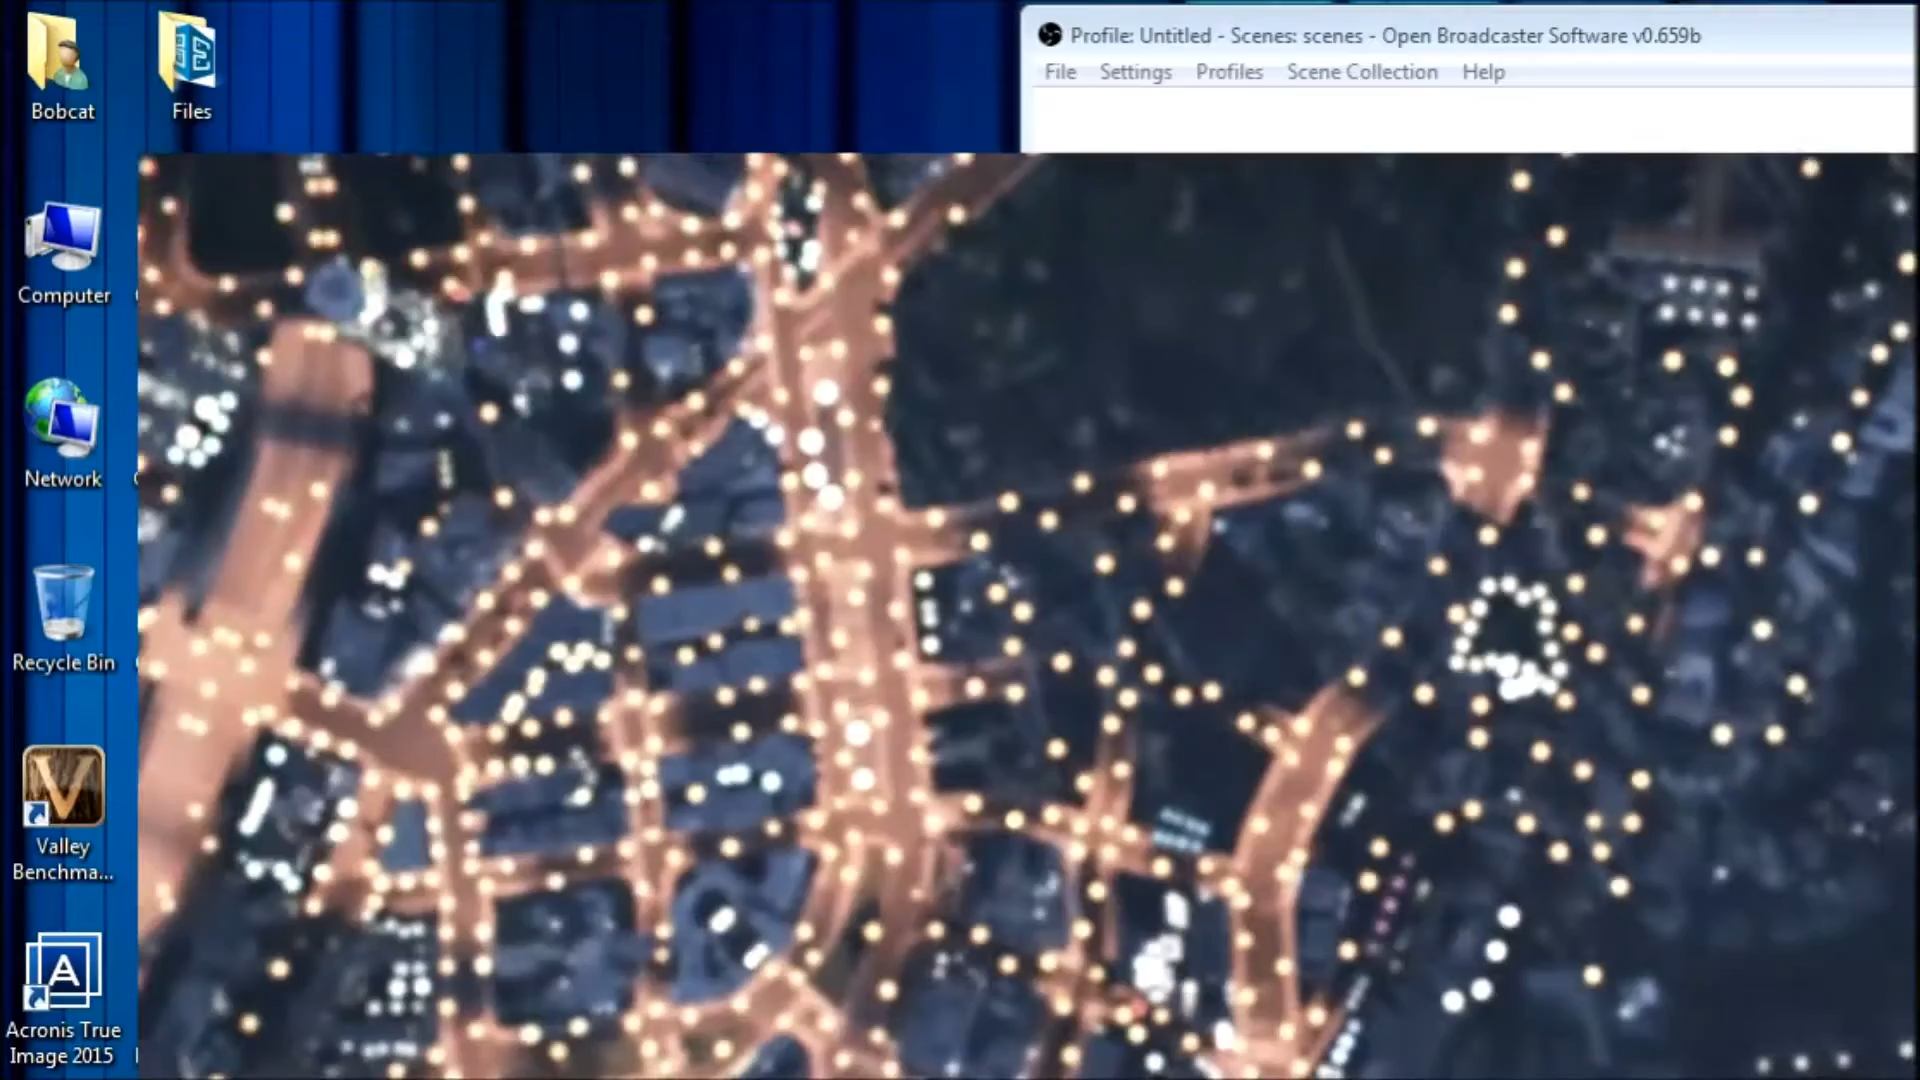 Profile: Untitled - Scenes: scenes - Open Broadcaster Software v0.659b
File Settings Profiles Scene Collection Help
Bobcat
Files
Computer
Network
Recycle Bin
Valley
Benchma...
Acronis True
Image 2015